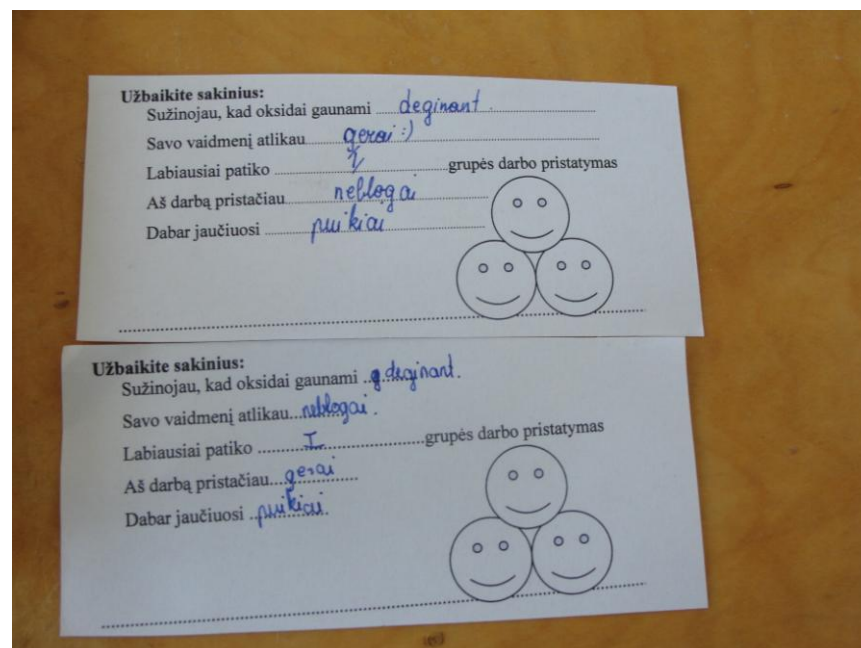 Užbaikite sakinius:
Sužinojau, kad oksidai gaunami deginant.
Savo vaidmenį atlikau gerai :)
Labiausiai patiko grupės darbo pristatymas
Aš darbą pristačiau neblogai
Dabar jaučiuosi puikiai
Užbaikite sakinius:
Sužinojau, kad oksidai gaunami deginant.
Savo vaidmenį atlikau neblogai.
Labiausiai patiko I grupės darbo pristatymas
Aš darbą pristačiau gerai
Dabar jaučiuosi puikiai.